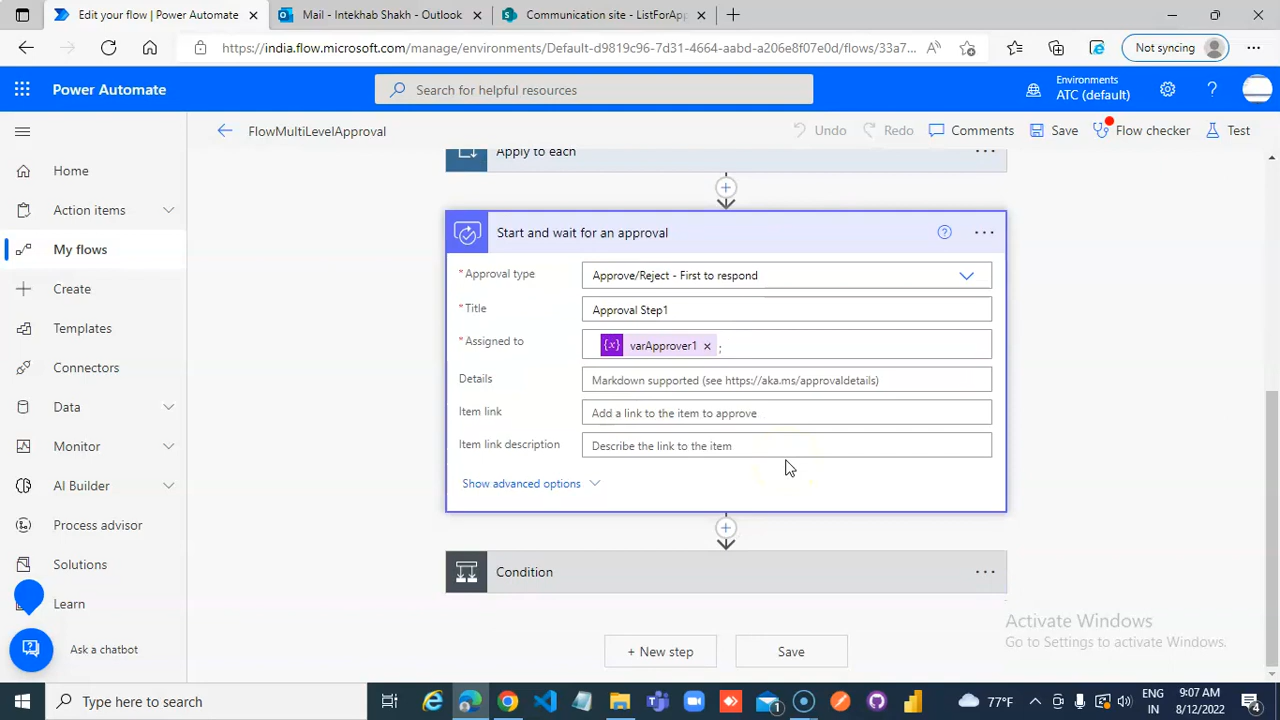 Edit your flow | Power Automate
Mail - Intekhab Shakh - Outlook
Communication site - ListForApp
https://india.flow.microsoft.com/manage/environments/Default-d9819c96-7d31-4664-aabd-a206e8f07e0d/flows/33a7...
Not syncing
Power Automate
Search for helpful resources
Environments
ATC (default)
FlowMultiLevelApproval
Undo
Redo
Comments
Save
Flow checker
Test
Home
Action items
My flows
Create
Templates
Connectors
Data
Monitor
AI Builder
Process advisor
Solutions
Learn
Ask a chatbot
Apply to each
Start and wait for an approval
* Approval type
Approve/Reject - First to respond
* Title
Approval Step1
* Assigned to
{x} varApprover1 × ;
Details
Markdown supported (see https://aka.ms/approvaldetails)
Item link
Add a link to the item to approve
Item link description
Describe the link to the item
Show advanced options
Condition
+ New step
Save
Activate Windows
Go to Settings to activate Windows.
Type here to search
1
77°F
ENG
IN
9:07 AM
8/12/2022
4